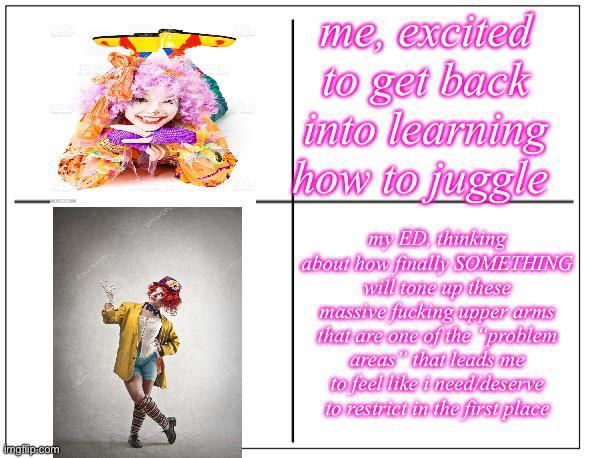 me, excited
to get back
into learning
how to juggle
my ED, thinking
about how finally SOMETHING
will tone up these
massive fucking upper arms
that are one of the “problem
areas” that leads me
to feel like i need/deserve
to restrict in the first place
imgflip.com